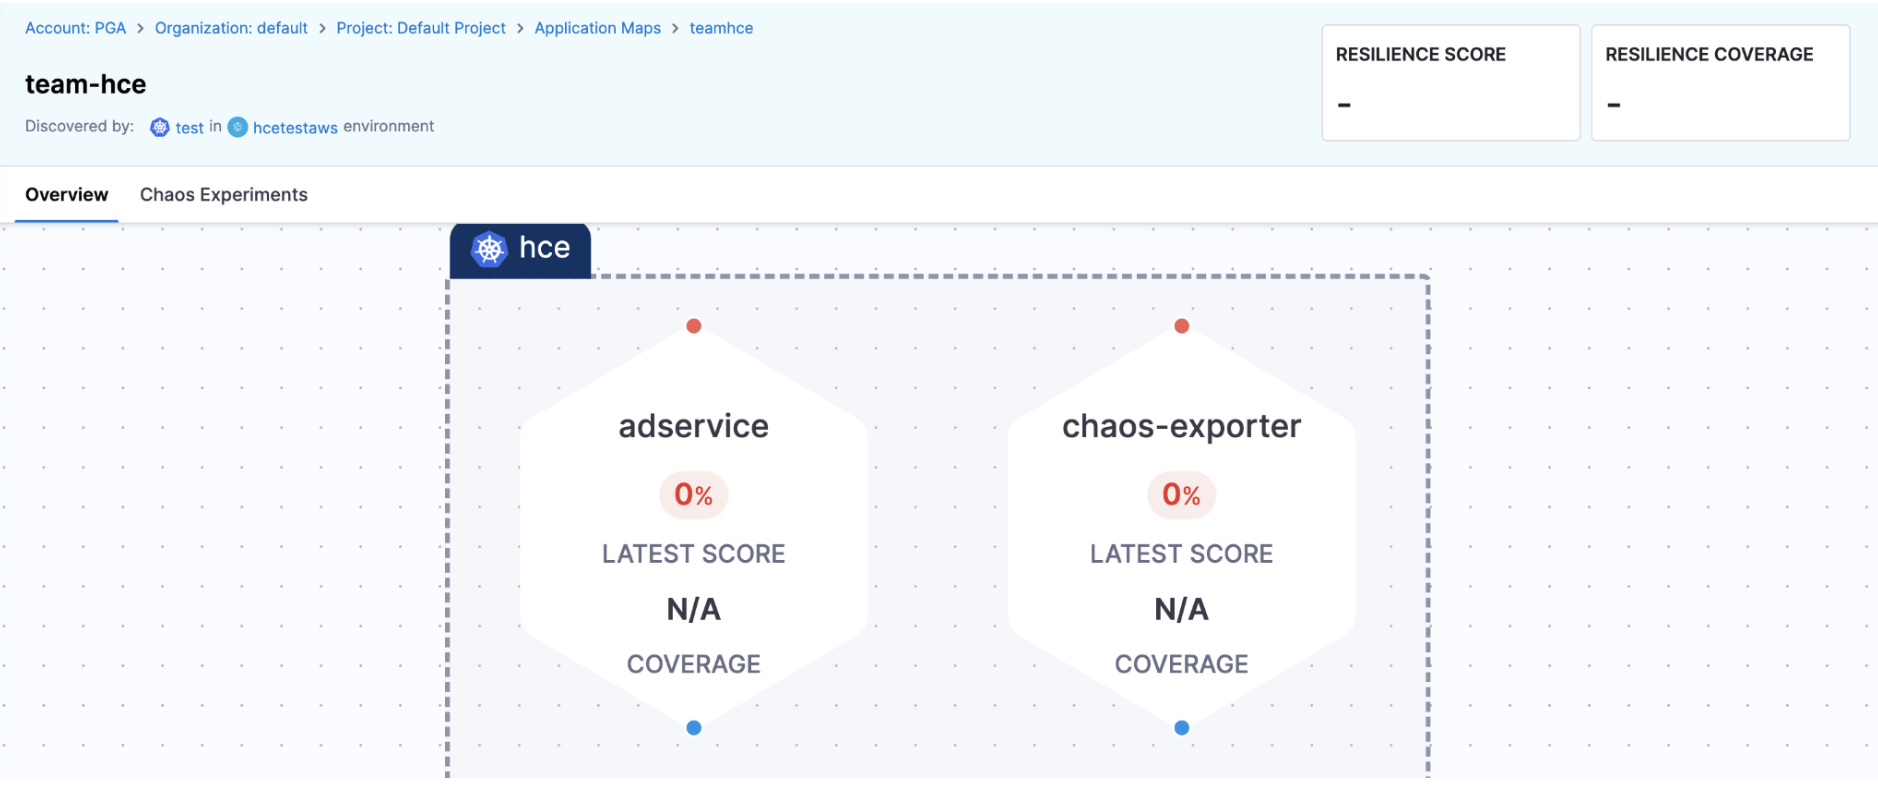 Account: PGA > Organization: default > Project: Default Project > Application Maps > teamhce
team-hce
Discovered by: test in hcetestaws environment
RESILIENCE SCORE
–
RESILIENCE COVERAGE
–
Overview Chaos Experiments
hce
adservice
0%
LATEST SCORE
N/A
COVERAGE
chaos-exporter
0%
LATEST SCORE
N/A
COVERAGE